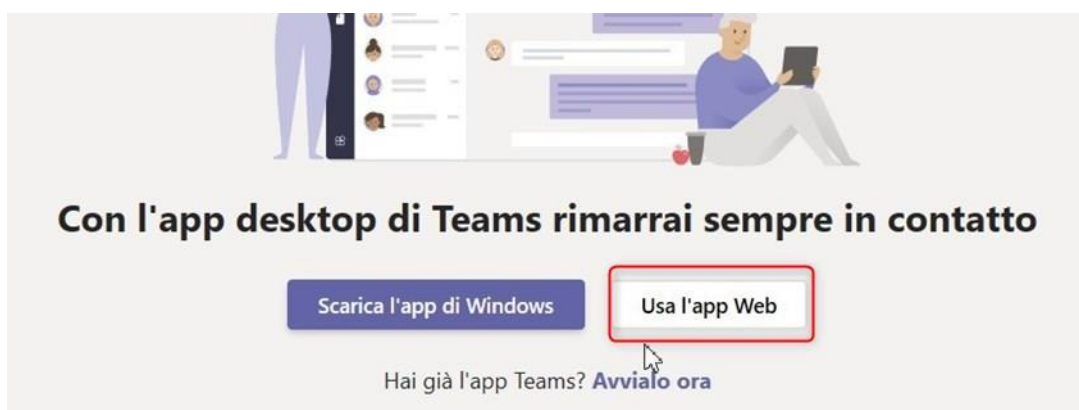 Con l'app desktop di Teams rimarrai sempre in contatto
Scarica l'app di Windows
Usa l'app Web
Hai già l'app Teams? Avvialo ora